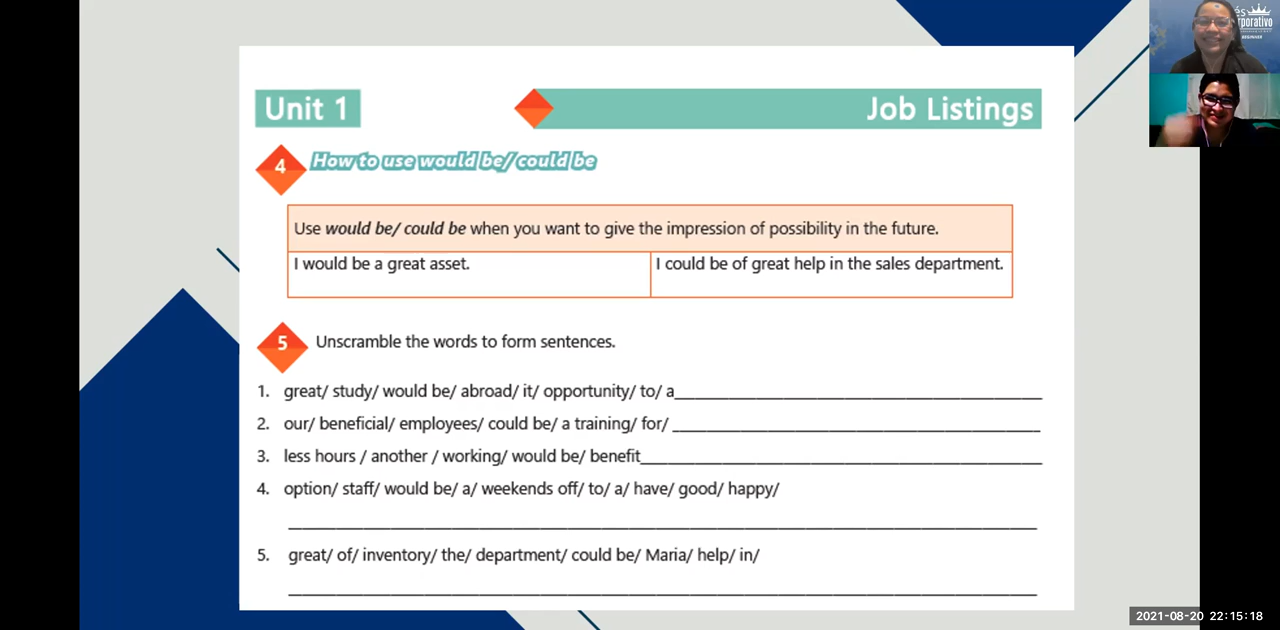 és
rporativo
BEGINNER
Unit 1
Job Listings
4
How to use would be/ could be
Use would be/ could be when you want to give the impression of possibility in the future.
I would be a great asset.
I could be of great help in the sales department.
5
Unscramble the words to form sentences.
1. great/ study/ would be/ abroad/ it/ opportunity/ to/ a
2. our/ beneficial/ employees/ could be/ a training/ for/
3. less hours / another / working/ would be/ benefit
4. option/ staff/ would be/ a/ weekends off/ to/ a/ have/ good/ happy/
5. great/ of/ inventory/ the/ department/ could be/ Maria/ help/ in/
2021-08-20 22:15:18